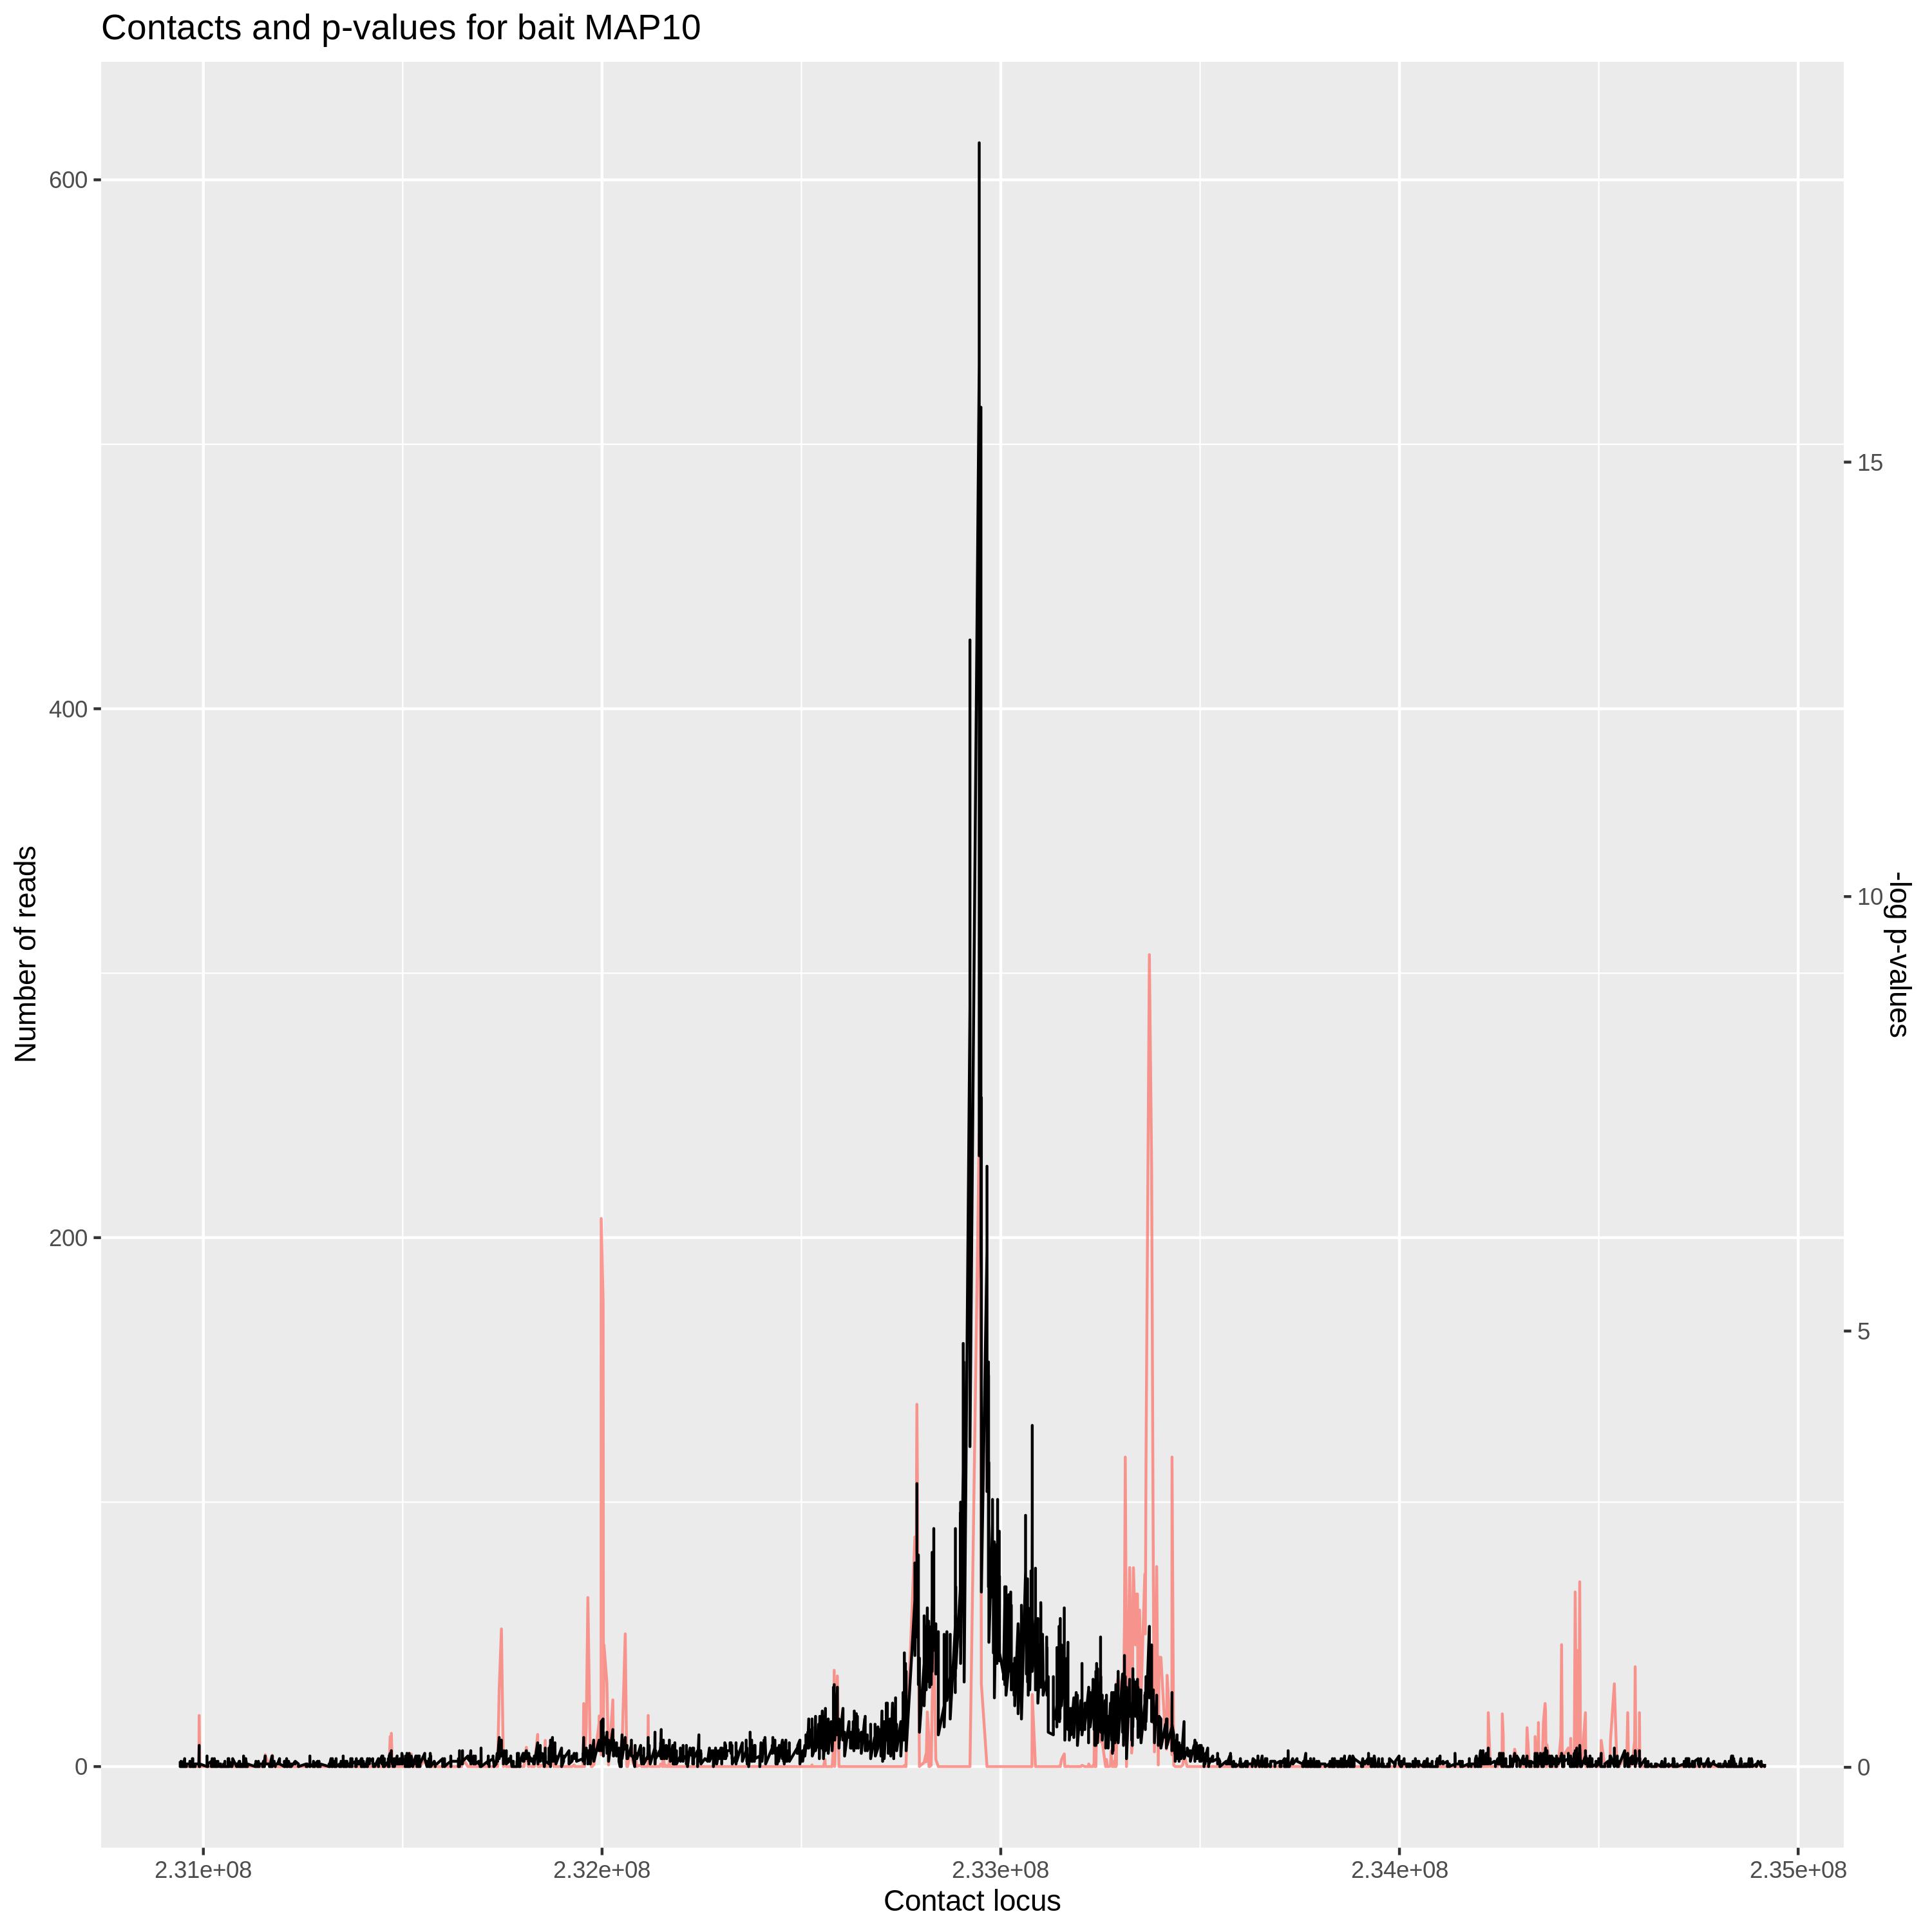 Contacts and p-values for bait MAP10
600
400
200
0
Number of reads
15
10
5
0
-log p-values
2.31e+08
2.32e+08
2.33e+08
2.34e+08
2.35e+08
Contact locus